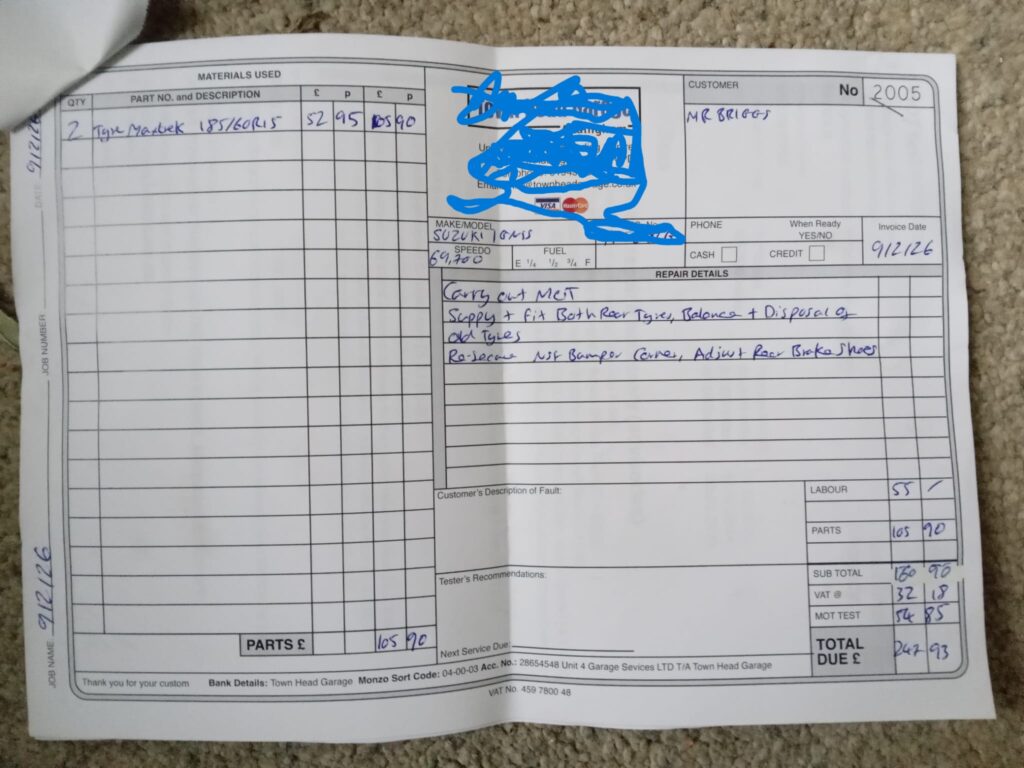 MATERIALS USED
QTY PART NO. and DESCRIPTION £ p £ p
2 Tyre 185/60R15 52 95 105 90
PARTS £ 105 90
Thank you for your custom
Bank Details: Town Head Garage Monzo Sort Code: 04-00-03 Acc. No.: 28654548 Unit 4 Garage Sevices LTD T/A Town Head Garage
VAT No. 459 7800 48
JOB NAME 9/2/26 JOB NUMBER DATE 9/2/26
VISA MasterCard
MAKE/MODEL
SUZUKI IGNIS
SPEEDO
69,700
FUEL
E 1/4 1/2 3/4 F
CUSTOMER No 2005
MR BRIGGS
PHONE When Ready
YES/NO
CASH CREDIT
Invoice Date
9/2/26
REPAIR DETAILS
Carry out MOT
Supply + fit Both Rear Tyres, Balance + Disposal of
old Tyres
Re-secure NSF Bumper Corner, Adjust Rear Brake Shoes
Customer's Description of Fault:
Tester's Recommendations:
Next Service Due:
LABOUR 55 /
PARTS 105 90
SUB TOTAL 160 90
VAT @ 32 18
MOT TEST 54 85
TOTAL
DUE £ 247 93